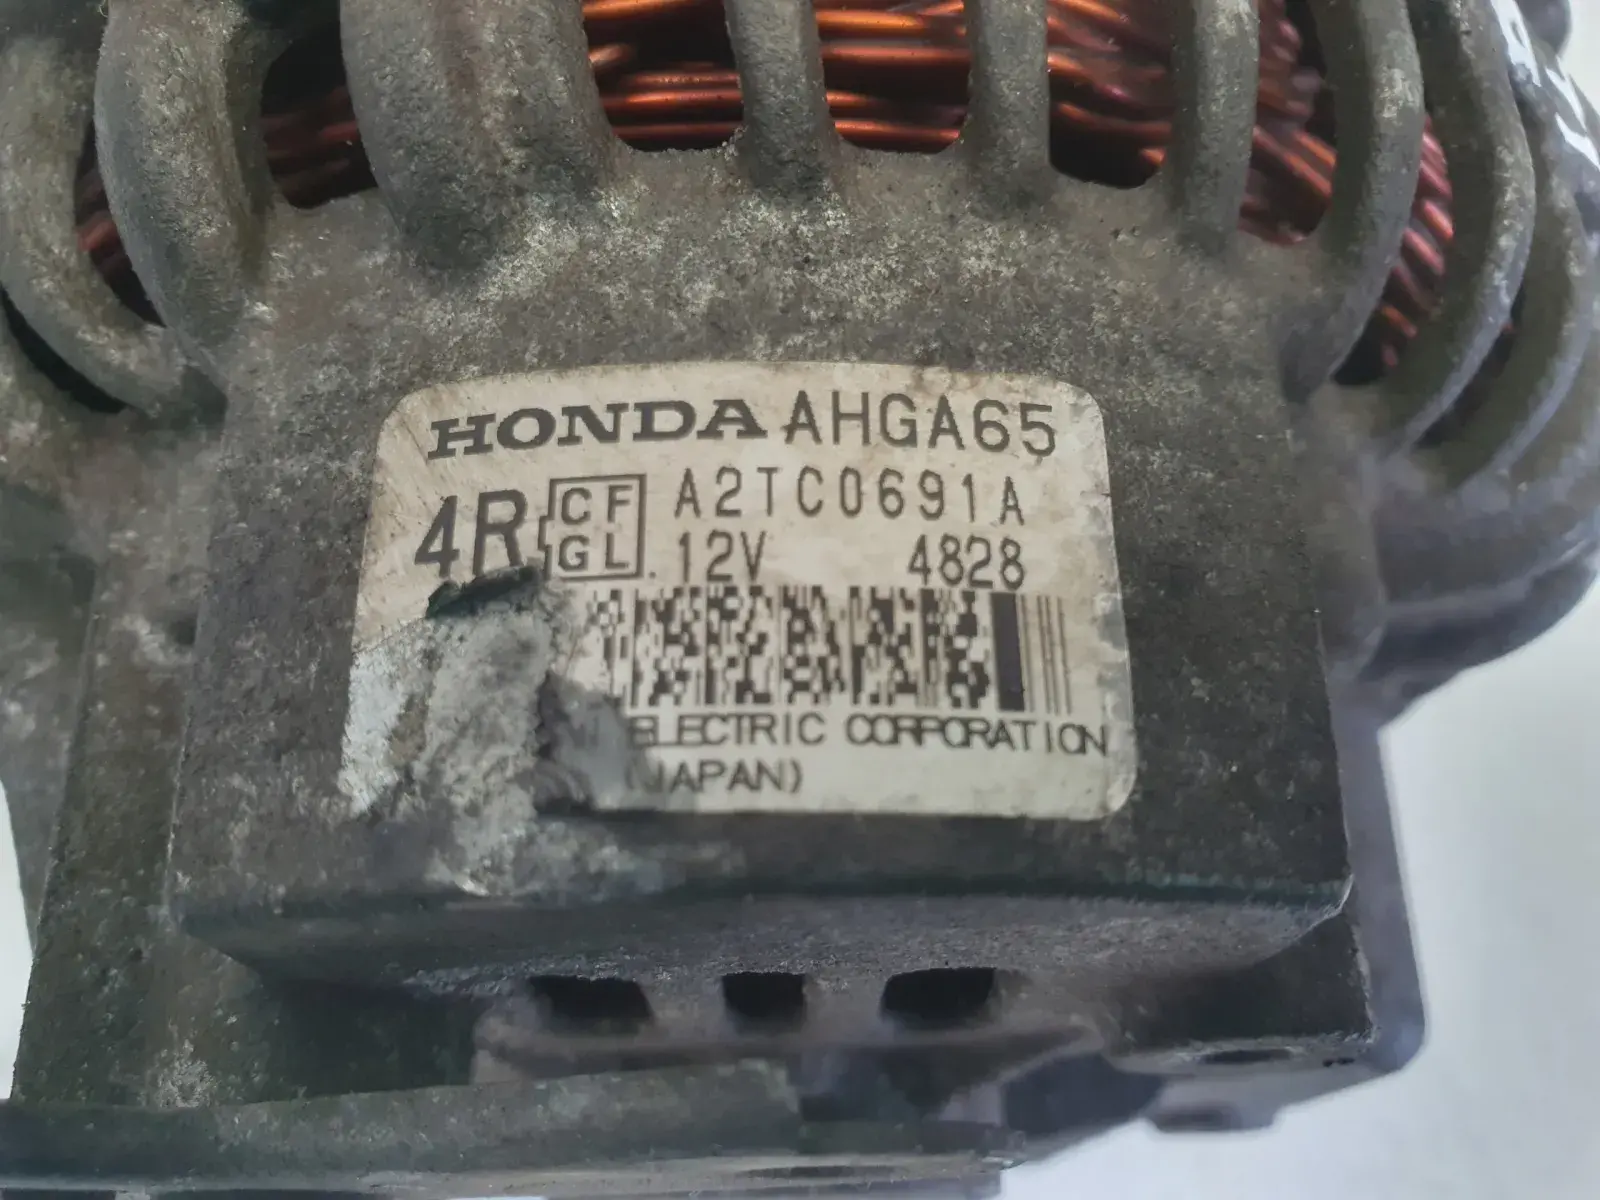 HONDA AHGA65
4R CF GL A2TC0691A
12V 4828
ELECTRIC CORPORATION
(JAPAN)